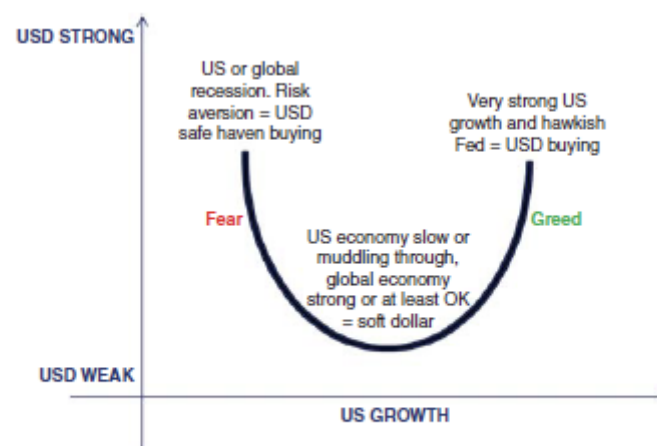 USD STRONG
US or global
recession. Risk
aversion = USD
safe haven buying
Very strong US
growth and hawkish
Fed = USD buying
Fear
Greed
US economy slow or
muddling through,
global economy
strong or at least OK
= soft dollar
USD WEAK
US GROWTH